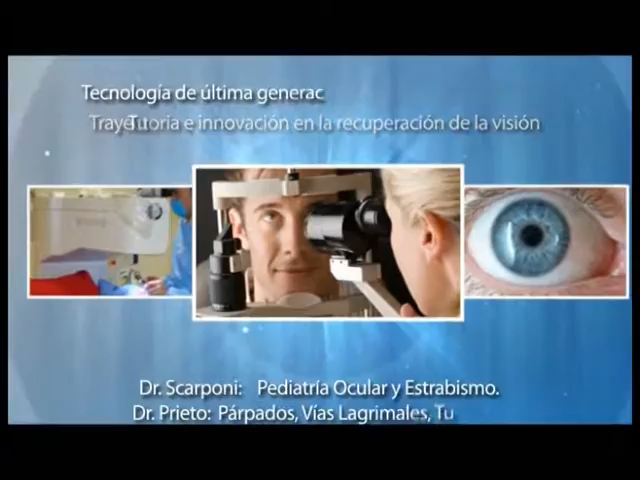 Tecnología de última generac
Trayectoria e innovación en la recuperación de la visión
Dr. Scarponi: Pediatría Ocular y Estrabismo.
Dr. Prieto: Párpados, Vías Lagrimales, Tu